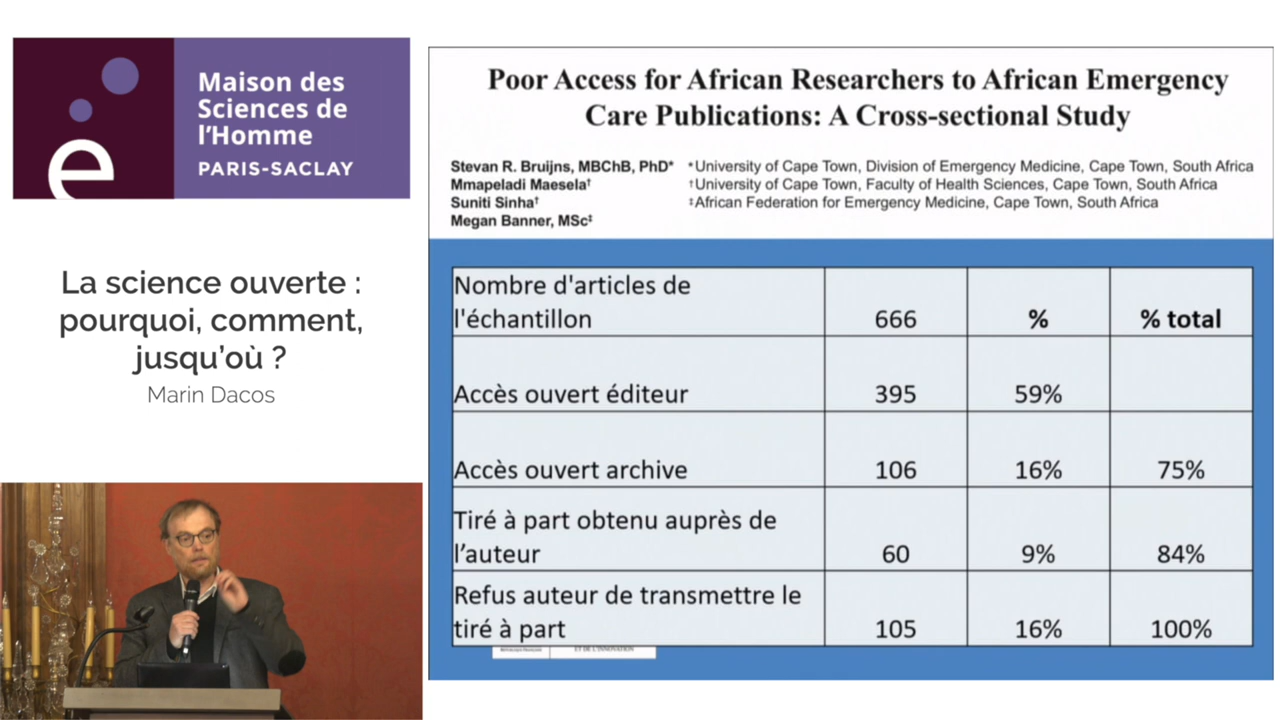 Maison des
Sciences de
l'Homme
PARIS-SACLAY
La science ouverte :
pourquoi, comment,
jusqu'où ?
Marin Dacos
Poor Access for African Researchers to African Emergency
Care Publications: A Cross-sectional Study
Stevan R. Bruijns, MBChB, PhD*
Mmapeladi Maesela†
Suniti Sinha†
Megan Banner, MSc‡
*University of Cape Town, Division of Emergency Medicine, Cape Town, South Africa
†University of Cape Town, Faculty of Health Sciences, Cape Town, South Africa
‡African Federation for Emergency Medicine, Cape Town, South Africa
Nombre d'articles de
l'échantillon 666 % % total
Accès ouvert éditeur 395 59%
Accès ouvert archive 106 16% 75%
Tiré à part obtenu auprès de
l’auteur 60 9% 84%
Refus auteur de transmettre le
tiré à part 105 16% 100%
ET DE L'INNOVATION